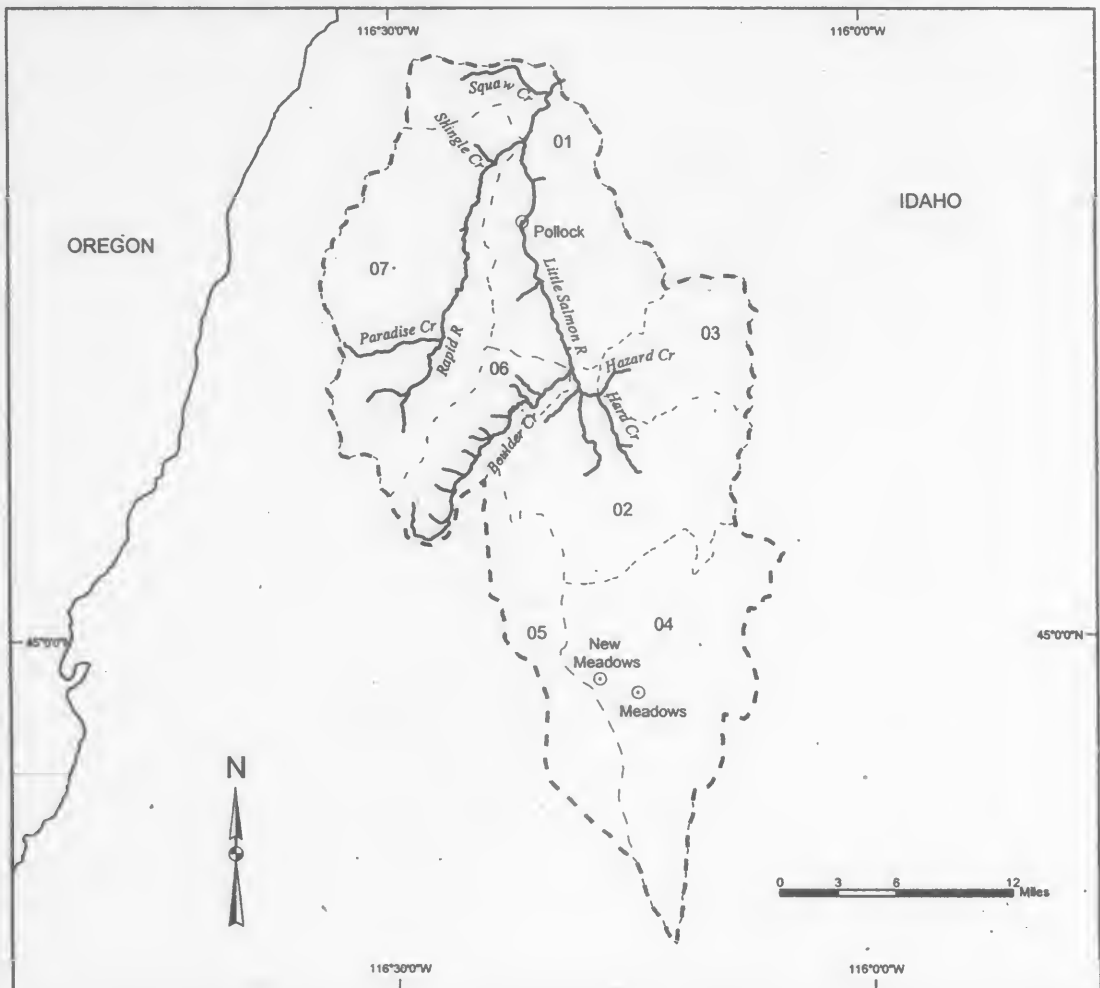 116°30'0"W
116°0'0"W
Squaw Cr
Shingle Cr
01
IDAHO
OREGON
Pollock
07
Little Salmon R
Paradise Cr
Rapid R
03
06
Hazard Cr
Hard Cr
Boulder Cr
02
45°0'0"N
45°0'0"N
05
04
New
Meadows
Meadows
N
0 3 6 12
Miles
116°30'0"W
116°0'0"W